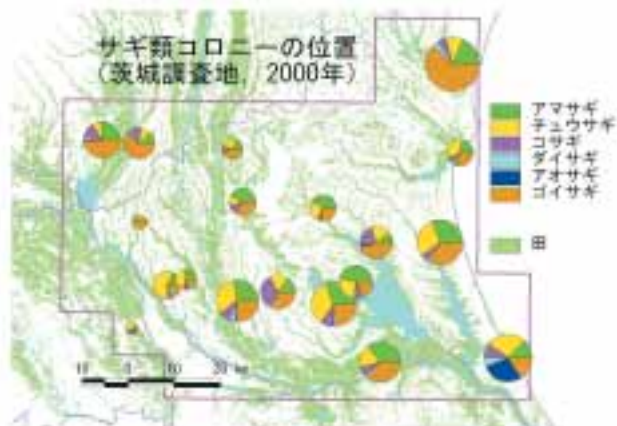 サギ類コロニーの位置
(茨城調査地，2000年)
アマサギ
チュウサギ
コサギ
ダイサギ
アオサギ
ゴイサギ
田
10 0 10 20 km